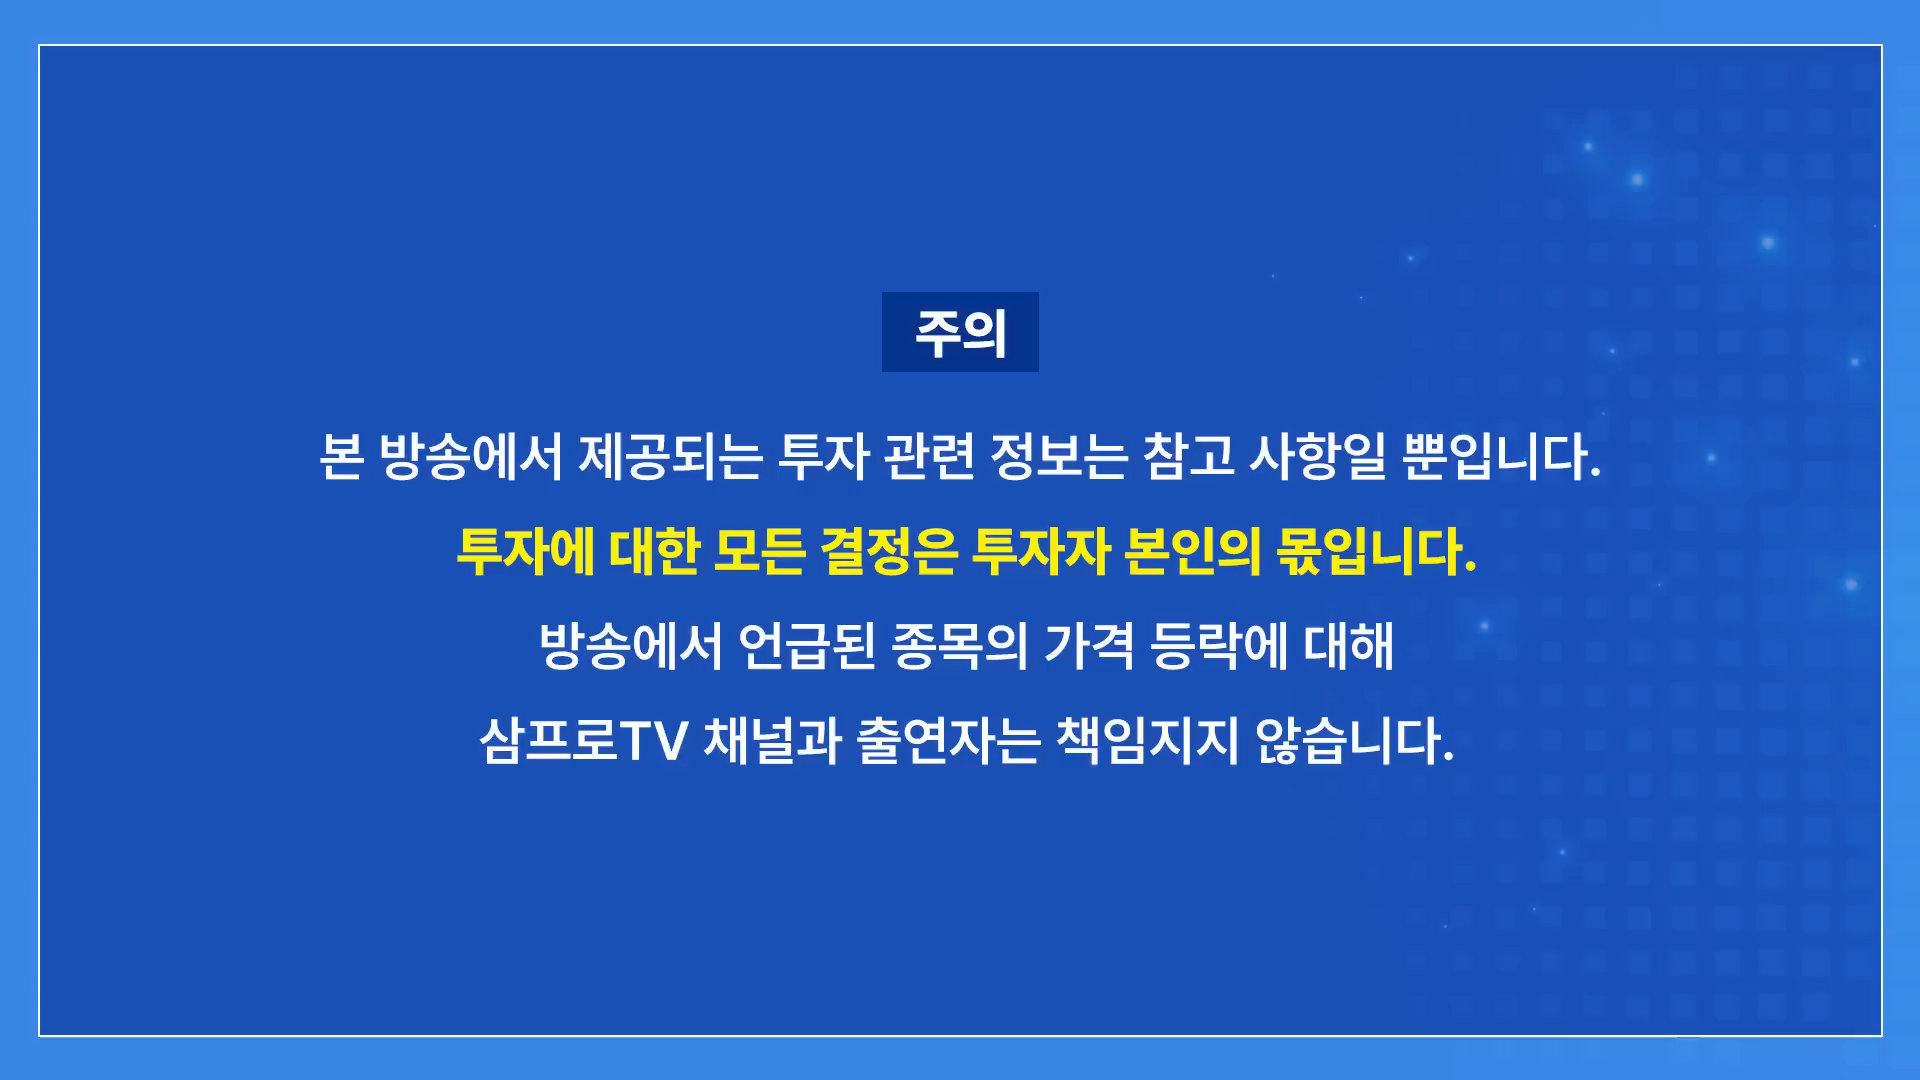 주의
본 방송에서 제공되는 투자 관련 정보는 참고 사항일 뿐입니다.
투자에 대한 모든 결정은 투자자 본인의 몫입니다.
방송에서 언급된 종목의 가격 등락에 대해
삼프로TV 채널과 출연자는 책임지지 않습니다.